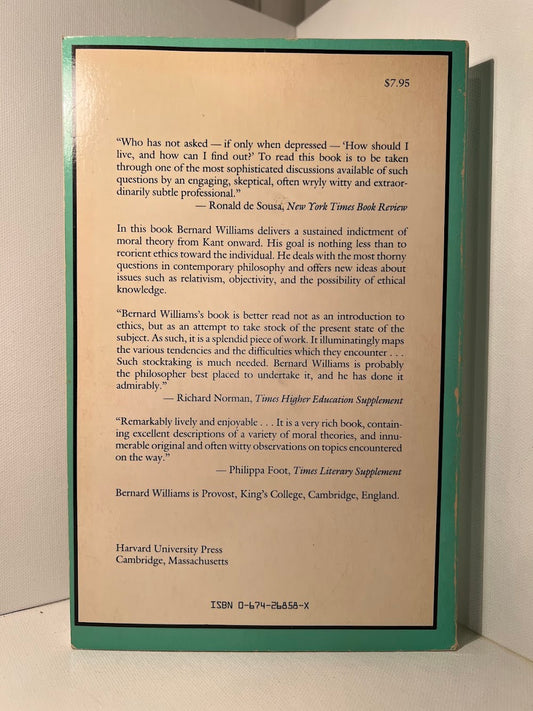 $7.95
“Who has not asked — if only when depressed — ‘How should I
live, and how can I find out?’ To read this book is to be taken
through one of the most sophisticated discussions available of such
questions by an engaging, skeptical, often wryly witty and extraor-
dinarily subtle professional.”
— Ronald de Sousa, New York Times Book Review
In this book Bernard Williams delivers a sustained indictment of
moral theory from Kant onward. His goal is nothing less than to
reorient ethics toward the individual. He deals with the most thorny
questions in contemporary philosophy and offers new ideas about
issues such as relativism, objectivity, and the possibility of ethical
knowledge.
“Bernard Williams’s book is better read not as an introduction to
ethics, but as an attempt to take stock of the present state of the
subject. As such, it is a splendid piece of work. It illuminatingly maps
the various tendencies and the difficulties which they encounter . . .
Such stocktaking is much needed. Bernard Williams is probably
the philosopher best placed to undertake it, and he has done it
admirably.”
— Richard Norman, Times Higher Education Supplement
“Remarkably lively and enjoyable . . . It is a very rich book, contain-
ing excellent descriptions of a variety of moral theories, and innu-
merable original and often witty observations on topics encountered
on the way.”
— Philippa Foot, Times Literary Supplement
Bernard Williams is Provost, King’s College, Cambridge, England.
Harvard University Press
Cambridge, Massachusetts
ISBN 0-674-26858-X